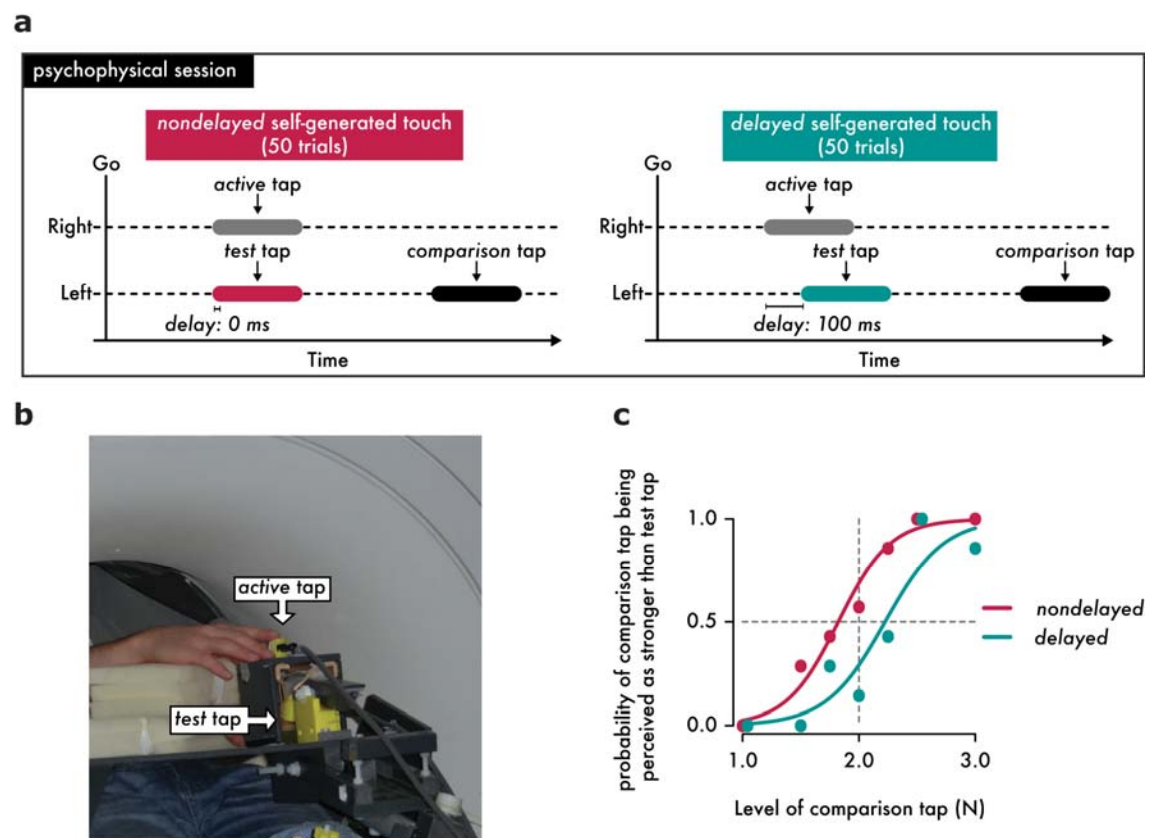 a
psychophysical session
nondelayed self-generated touch
(50 trials)
Go
active tap
Right
test tap
comparison tap
Left
delay: 0 ms
Time
delayed self-generated touch
(50 trials)
Go
active tap
Right
test tap
comparison tap
Left
delay: 100 ms
Time
b
active tap
test tap
c
probability of comparison tap being
perceived as stronger than test tap
1.0
0.5
0.0
1.0
2.0
3.0
Level of comparison tap (N)
nondelayed
delayed